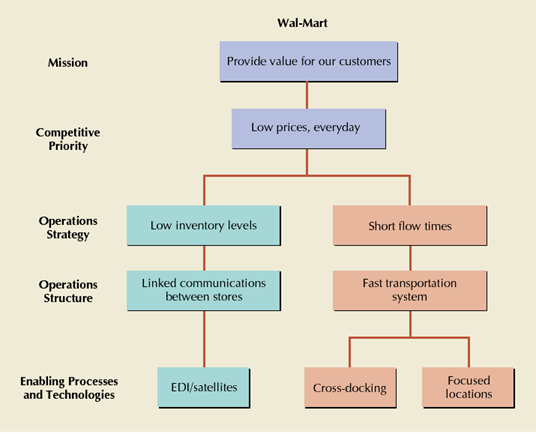 Wal-Mart
Mission
Provide value for our customers
Competitive
Priority
Low prices, everyday
Operations
Strategy
Low inventory levels
Short flow times
Operations
Structure
Linked communications
between stores
Fast transportation
system
Enabling Processes
and Technologies
EDI/satellites
Cross-docking
Focused
locations